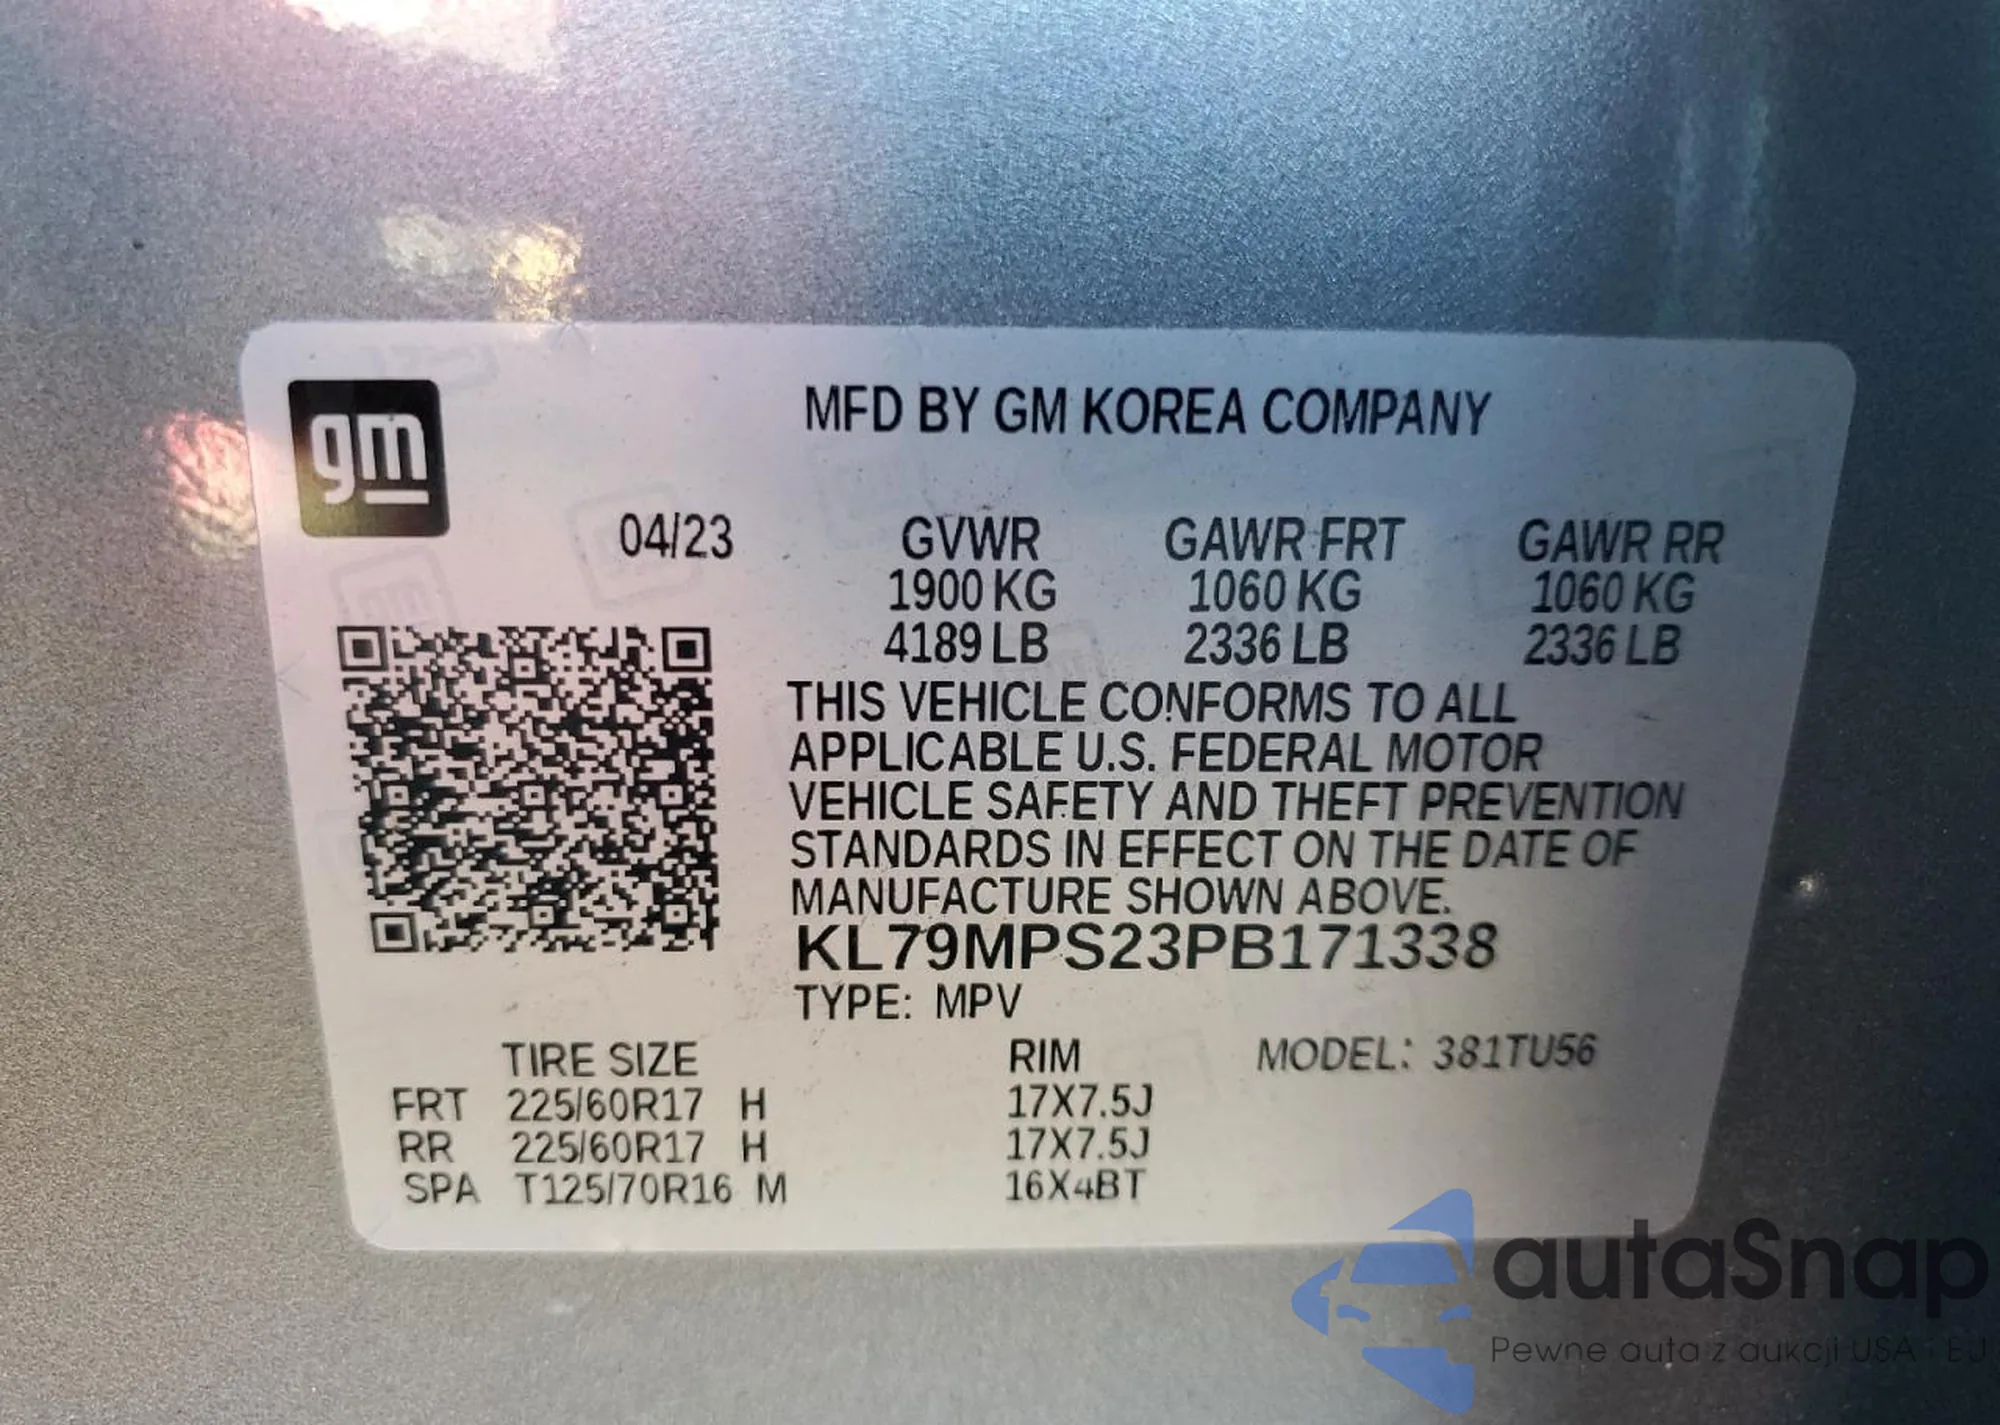 gm
MFD BY GM KOREA COMPANY
04/23 GVWR GAWR FRT GAWR RR
1900 KG 1060 KG 1060 KG
4189 LB 2336 LB 2336 LB
THIS VEHICLE CONFORMS TO ALL
APPLICABLE U.S. FEDERAL MOTOR
VEHICLE SAFETY AND THEFT PREVENTION
STANDARDS IN EFFECT ON THE DATE OF
MANUFACTURE SHOWN ABOVE.
KL79MPS23PB171338
TYPE: MPV
TIRE SIZE RIM MODEL: 381TU56
FRT 225/60R17 H 17X7.5J
RR 225/60R17 H 17X7.5J
SPA T125/70R16 M 16X4BT
autaSnap
Pewne auta z aukcji USA i EU